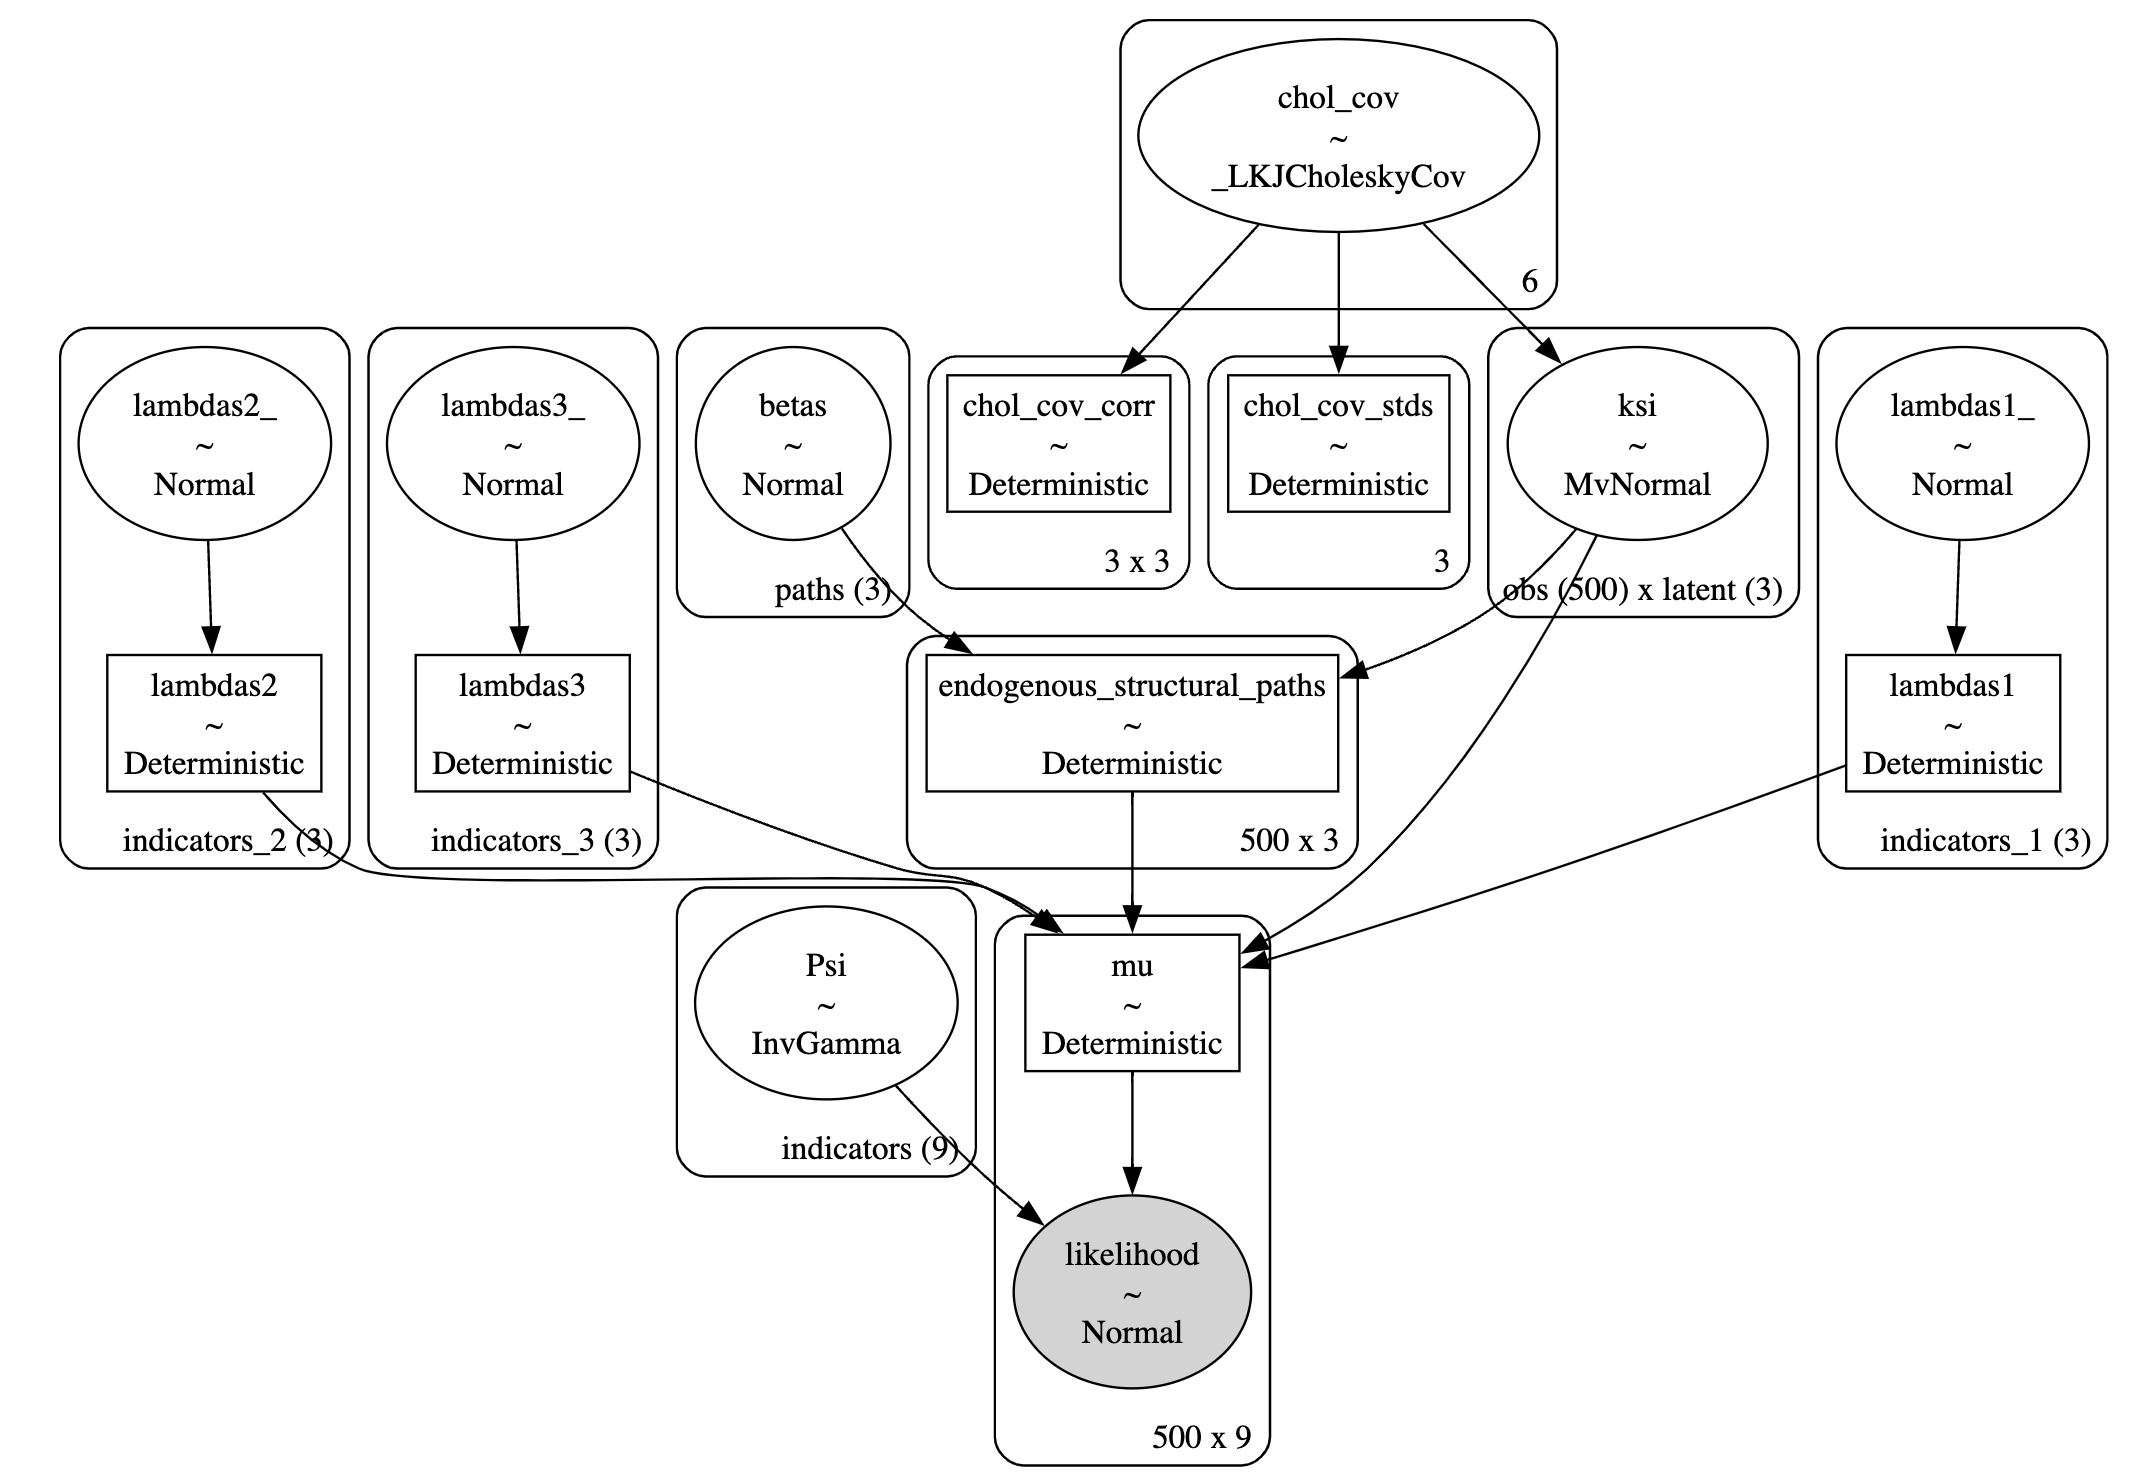 chol_cov
~
_LKJCholeskyCov
6
lambdas2_
~
Normal
lambdas2
~
Deterministic
indicators_2 (3)
lambdas3_
~
Normal
lambdas3
~
Deterministic
indicators_3 (3)
betas
~
Normal
paths (3)
chol_cov_corr
~
Deterministic
3 x 3
chol_cov_stds
~
Deterministic
3
ksi
~
MvNormal
obs (500) x latent (3)
lambdas1_
~
Normal
lambdas1
~
Deterministic
indicators_1 (3)
endogenous_structural_paths
~
Deterministic
500 x 3
Psi
~
InvGamma
indicators (9)
mu
~
Deterministic
likelihood
~
Normal
500 x 9